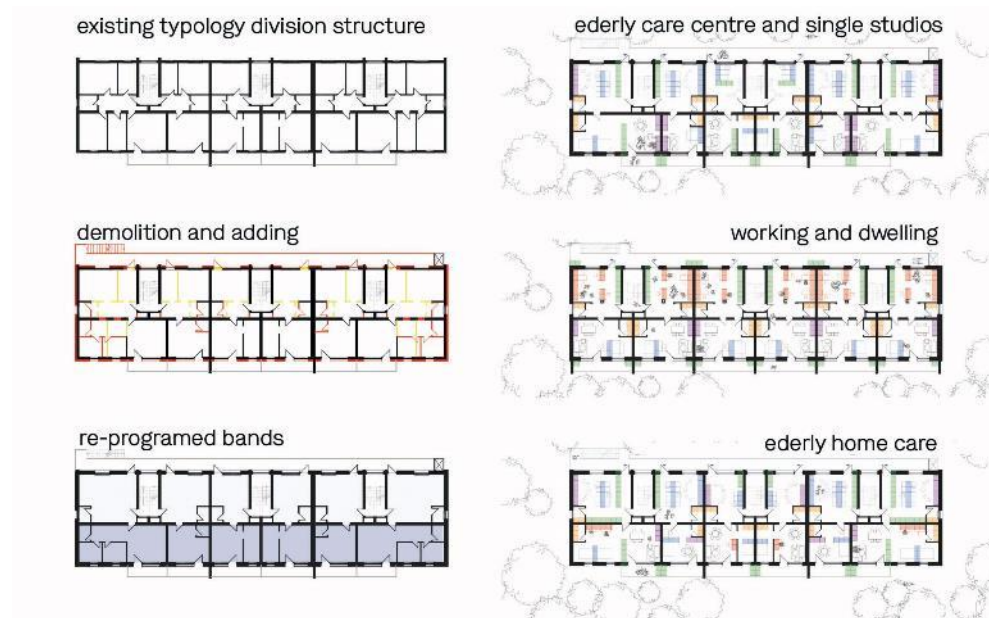 existing typology division structure
ederly care centre and single studios
demolition and adding
working and dwelling
re-programed bands
ederly home care